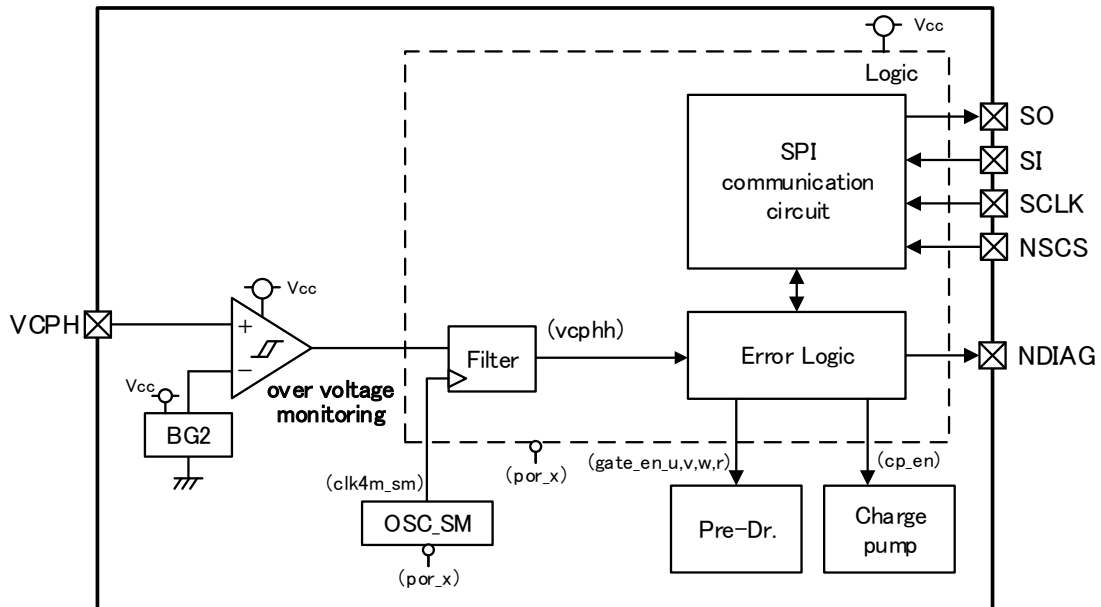 Vcc
Logic
SPI
communication
circuit
SO
SI
SCLK
NSCS
VCPH
Vcc
+
−
over voltage
monitoring
Vcc
BG2
Filter
(vcphh)
Error Logic
NDIAG
(clk4m_sm)
(por_x)
(gate_en_u,v,w,r)
(cp_en)
OSC_SM
(por_x)
Pre-Dr.
Charge
pump